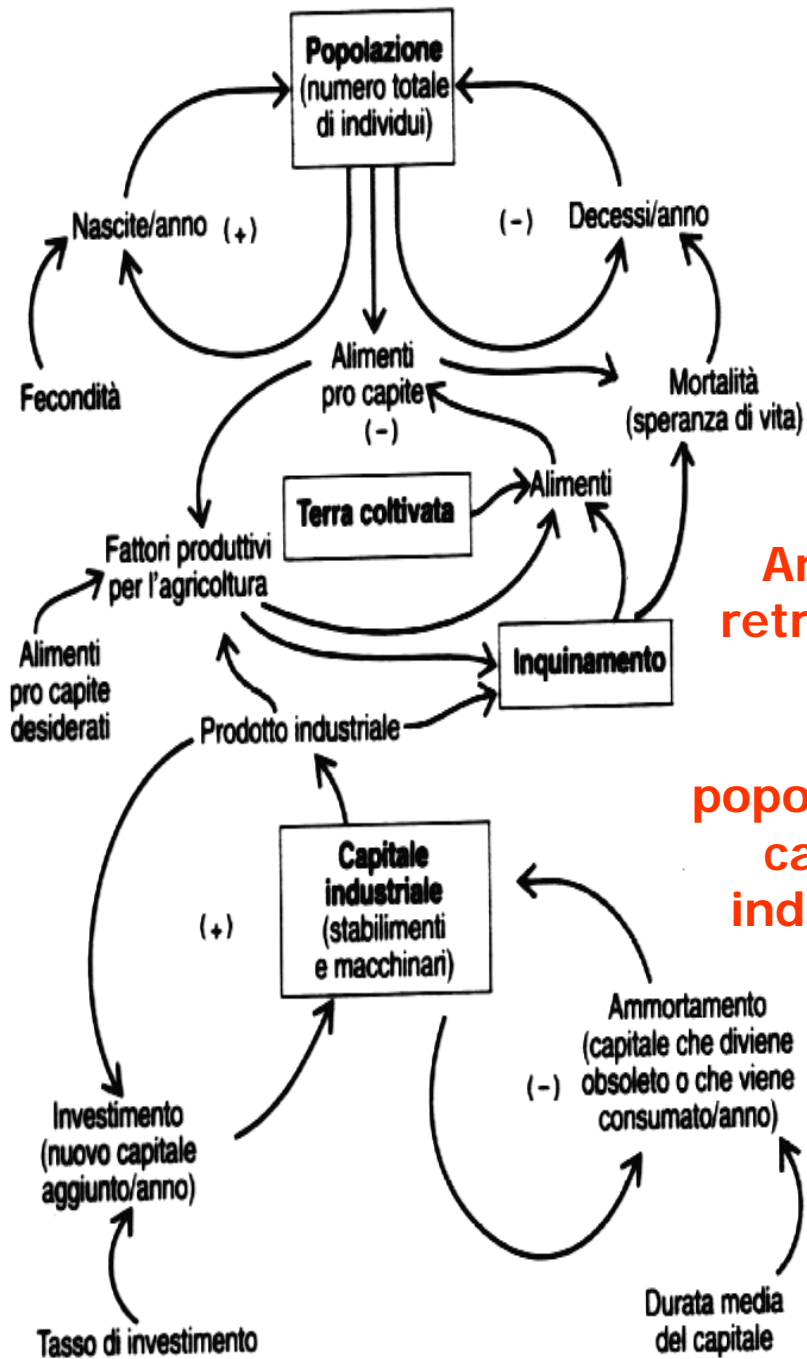 Popolazione
(numero totale
di individui)
Nascite/anno (+)
(-) Decessi/anno
Fecondità
Alimenti
pro capite
(-)
Mortalità
(speranza di vita)
Terra coltivata
Alimenti
Fattori produttivi
per l'agricoltura
Alimenti
pro capite
desiderati
Inquinamento
Prodotto industriale
Capitale
industriale
(stabilimenti
e macchinari)
(+)
Ammortamento
(capitale che diviene
obsoleto o che viene
consumato/anno)
(-)
Investimento
(nuovo capitale
aggiunto/anno)
Tasso di investimento
Durata media
del capitale